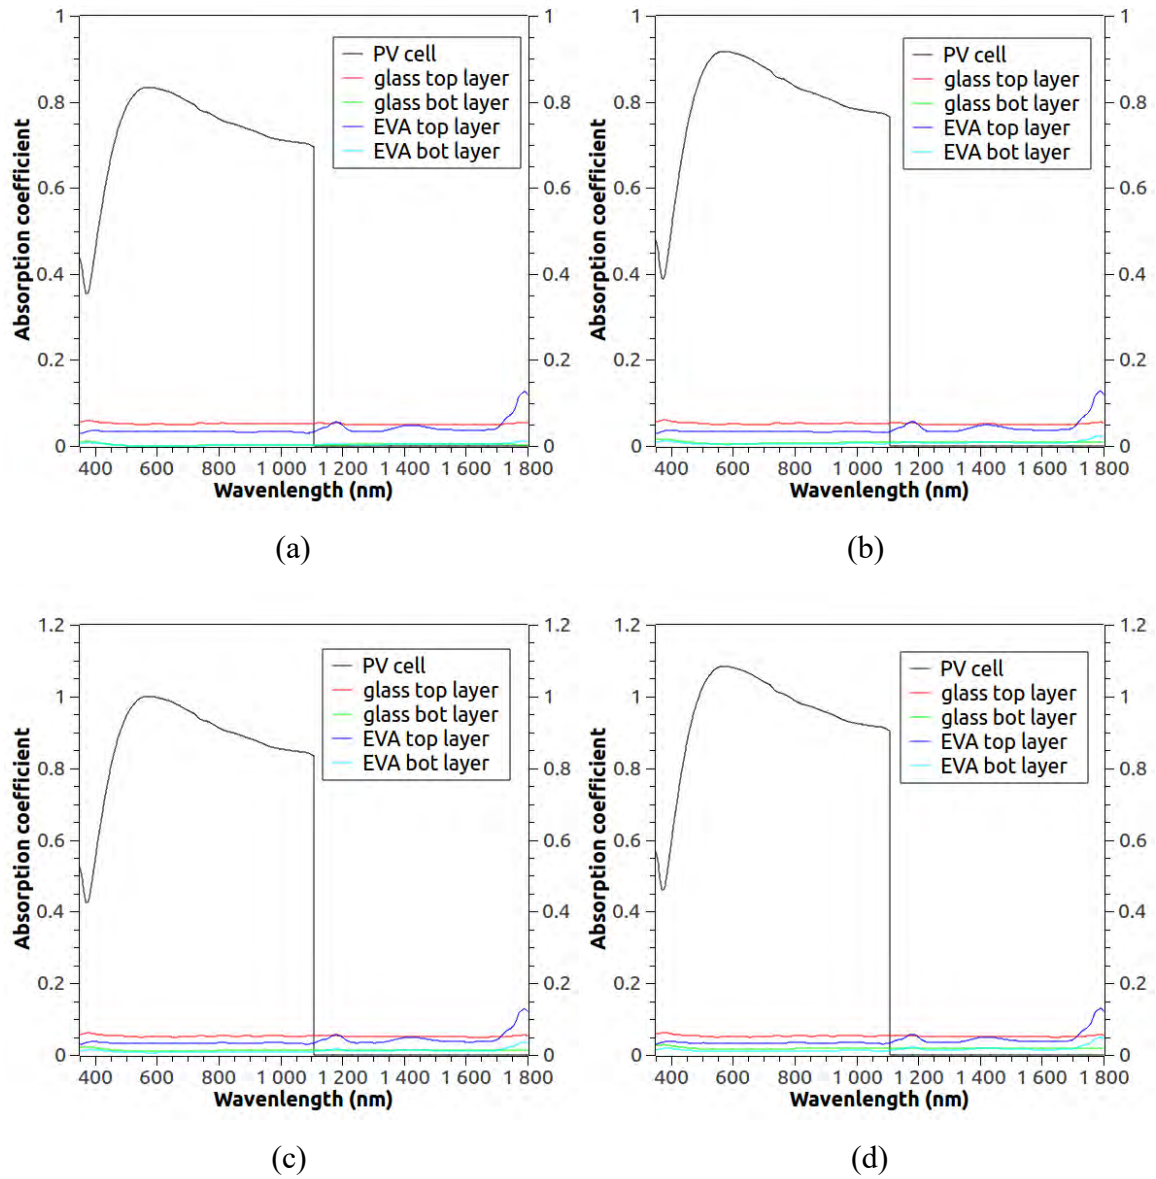 1
0.8
0.6
0.4
0.2
0
1
0.8
0.6
0.4
0.2
0
Absorption coefficient
PV cell
glass top layer
glass bot layer
EVA top layer
EVA bot layer
400 600 800 1 000 1 200 1 400 1 600 1 800
Wavenlength (nm)
(a)
1
0.8
0.6
0.4
0.2
0
1
0.8
0.6
0.4
0.2
0
Absorption coefficient
PV cell
glass top layer
glass bot layer
EVA top layer
EVA bot layer
400 600 800 1 000 1 200 1 400 1 600 1 800
Wavenlength (nm)
(b)
1.2
1
0.8
0.6
0.4
0.2
0
1.2
1
0.8
0.6
0.4
0.2
0
Absorption coefficient
PV cell
glass top layer
glass bot layer
EVA top layer
EVA bot layer
400 600 800 1 000 1 200 1 400 1 600 1 800
Wavenlength (nm)
(c)
1.2
1
0.8
0.6
0.4
0.2
0
1.2
1
0.8
0.6
0.4
0.2
0
Absorption coefficient
PV cell
glass top layer
glass bot layer
EVA top layer
EVA bot layer
400 600 800 1 000 1 200 1 400 1 600 1 800
Wavenlength (nm)
(d)